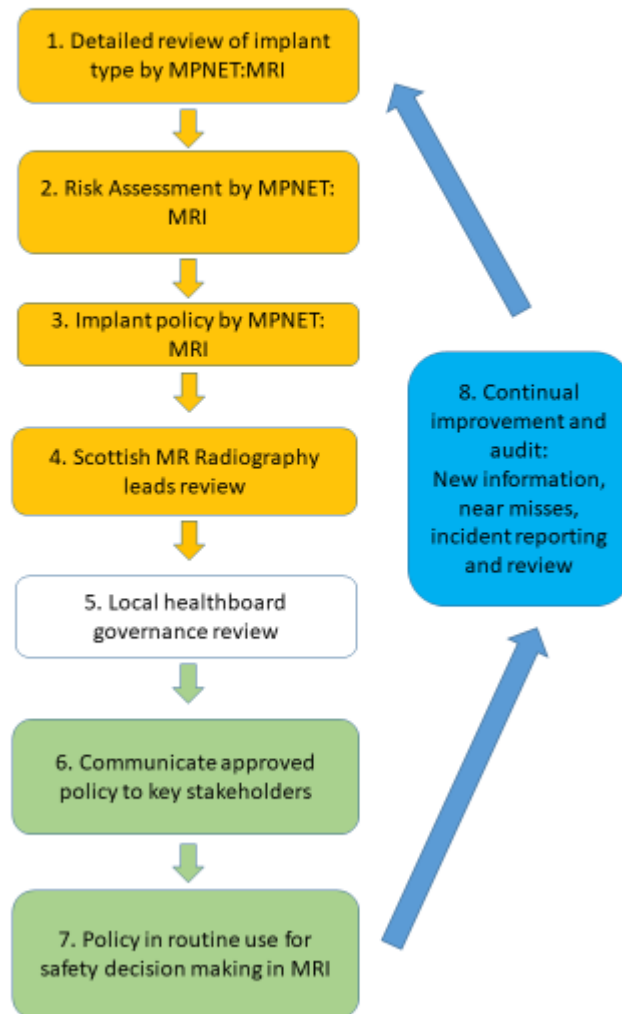 1. Detailed review of implant
type by MPNET:MRI
2. Risk Assessment by MPNET:
MRI
3. Implant policy by MPNET:
MRI
4. Scottish MR Radiography
leads review
5. Local healthboard
governance review
6. Communicate approved
policy to key stakeholders
7. Policy in routine use for
safety decision making in MRI
8. Continual
improvement and
audit:
New information,
near misses,
incident reporting
and review